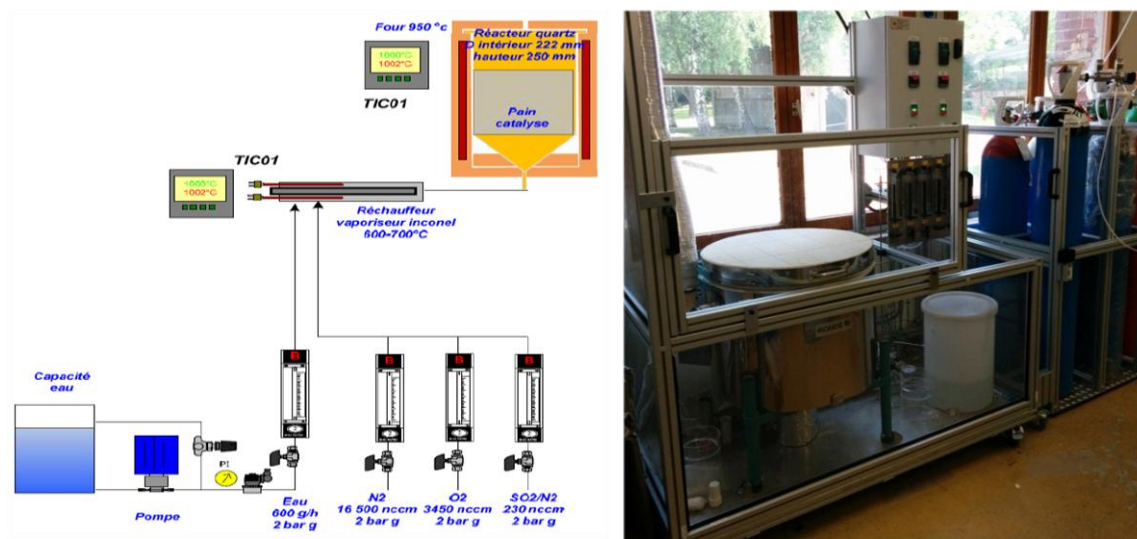 Four 950 °c
Réacteur quartz
D intérieur 222 mm
hauteur 250 mm
1002°C
TIC01
Pain
catalyse
TIC01
1002°C
Réchauffeur
vaporiseur inconel
600-700°C
B
B
B
B
Capacité
eau
PI
Pompe
Eau
600 g/h
2 bar g
N2
16 500 nccm
2 bar g
O2
3450 nccm
2 bar g
SO2/N2
230 nccm
2 bar g